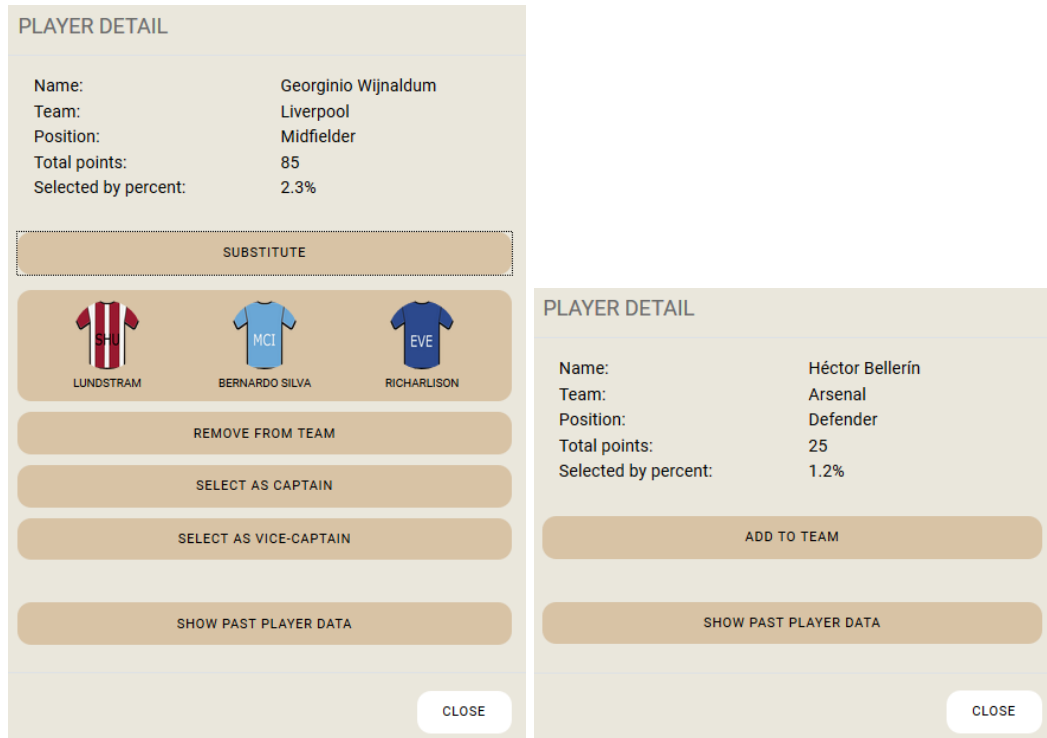 PLAYER DETAIL
Name: Georginio Wijnaldum
Team: Liverpool
Position: Midfielder
Total points: 85
Selected by percent: 2.3%
SUBSTITUTE
SHU MCI EVE
LUNDSTRAM BERNARDO SILVA RICHARLISON
REMOVE FROM TEAM
SELECT AS CAPTAIN
SELECT AS VICE-CAPTAIN
SHOW PAST PLAYER DATA
CLOSE
PLAYER DETAIL
Name: Héctor Bellerín
Team: Arsenal
Position: Defender
Total points: 25
Selected by percent: 1.2%
ADD TO TEAM
SHOW PAST PLAYER DATA
CLOSE